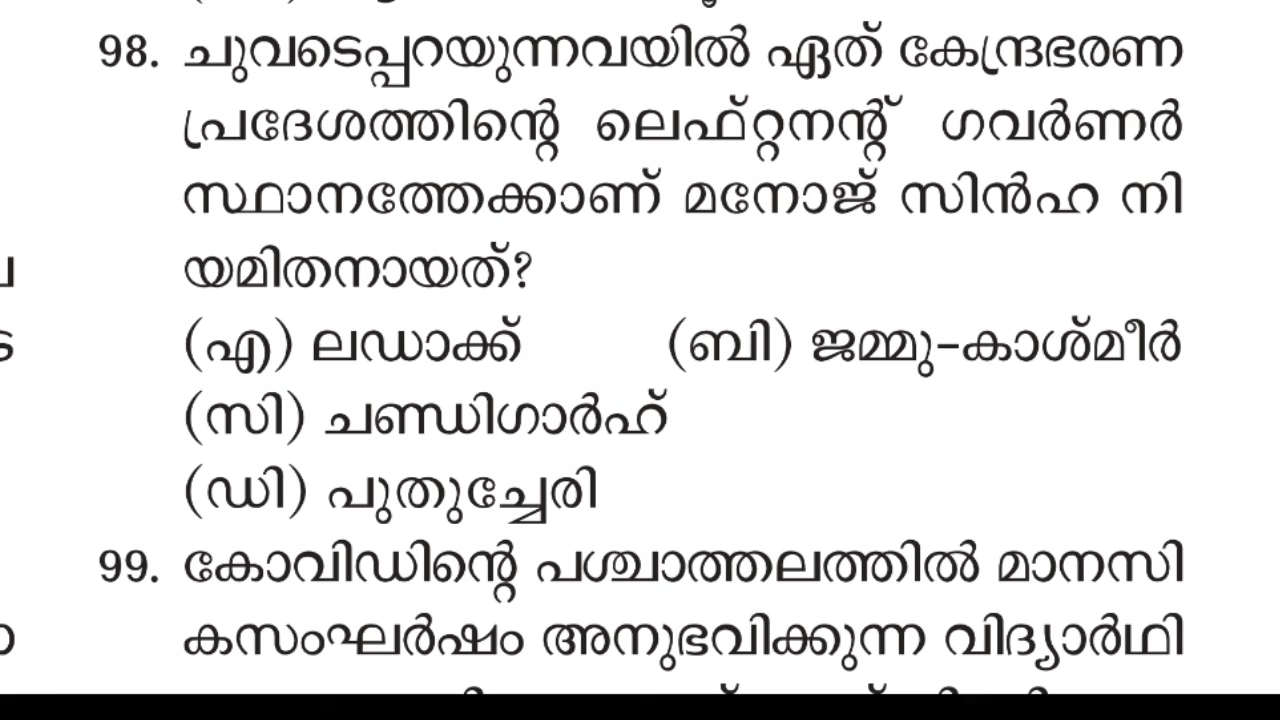 98. ചുവടെപ്പറയുന്നവയിൽ ഏത് കേന്ദ്രഭരണ
പ്രദേശത്തിന്റെ ലെഫ്റ്റനന്റ് ഗവർണർ
സ്ഥാനത്തേക്കാണ് മനോജ് സിൻഹ നി
യമിതനായത്?
(എ) ലഡാക്ക് (ബി) ജമ്മു-കാശ്മീർ
(സി) ചണ്ഡിഗാർഹ്
(ഡി) പുതുച്ചേരി
99. കോവിഡിന്റെ പശ്ചാത്തലത്തിൽ മാനസി
കസംഘർഷം അനുഭവിക്കുന്ന വിദ്യാർഥി